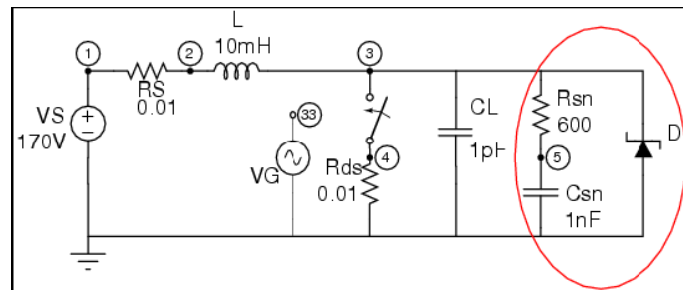 L
10mH
1
2
3
RS
0.01
VS
170V
33
VG
4
Rds
0.01
CL
1pF
Rsn
600
5
Csn
1nF
D